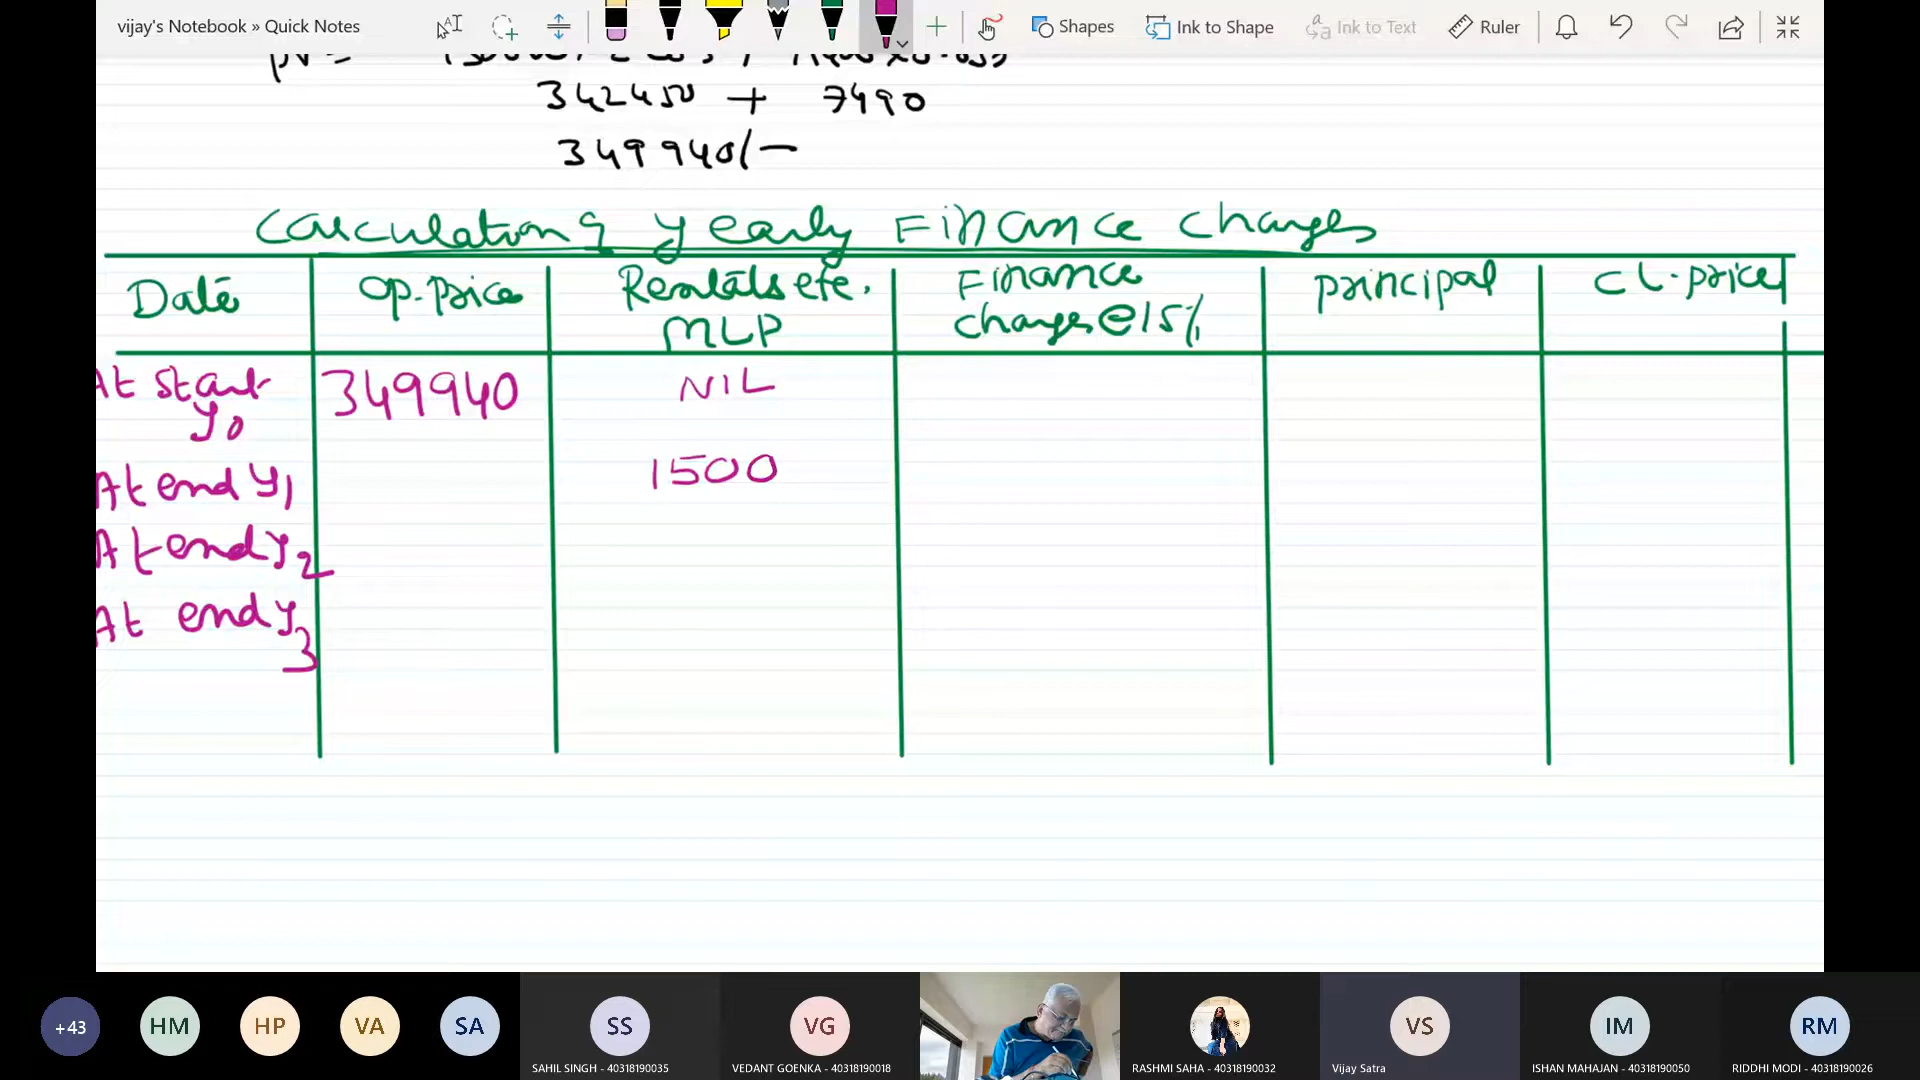 vijay's Notebook » Quick Notes
Shapes
Ink to Shape
Ink to Text
Ruler
PV =
342450 + 7490
349940/-
Calculation of yearly Finance charges
Date
OP. Price
Rentals etc.
MLP
Finance
charges @ 15%
principal
CL. price
At start
y0
349940
NIL
At end y1
1500
At end y2
At end y3
+43
HM
HP
VA
SA
SS
SAHIL SINGH - 40318190035
VG
VEDANT GOENKA - 40318190018
RASHMI SAHA - 40318190032
VS
Vijay Satra
IM
ISHAN MAHAJAN - 40318190050
RM
RIDDHI MODI - 40318190026